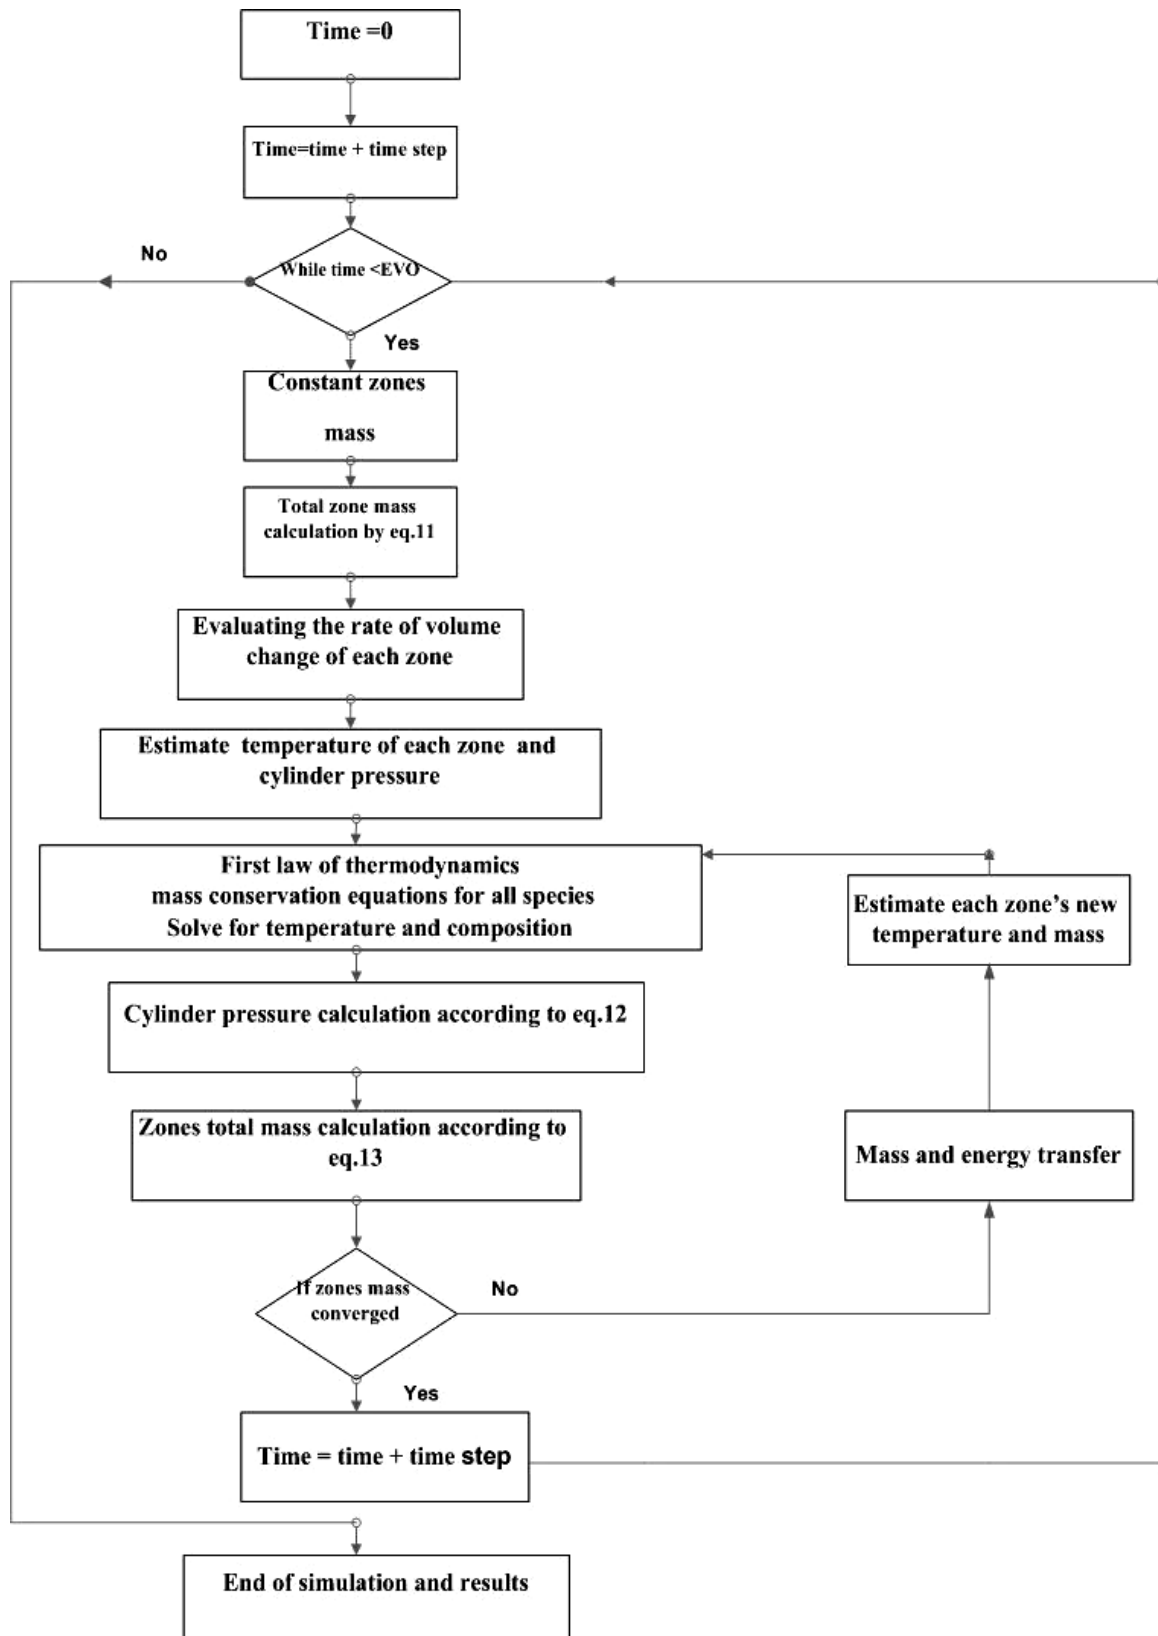 Time =0
Time=time + time step
No
While time <EVO
Yes
Constant zones
mass
Total zone mass
calculation by eq.11
Evaluating the rate of volume
change of each zone
Estimate temperature of each zone and
cylinder pressure
First law of thermodynamics
mass conservation equations for all species
Solve for temperature and composition
Estimate each zone's new
temperature and mass
Cylinder pressure calculation according to eq.12
Zones total mass calculation according to
eq.13
Mass and energy transfer
If zones mass
converged
No
Yes
Time = time + time step
End of simulation and results